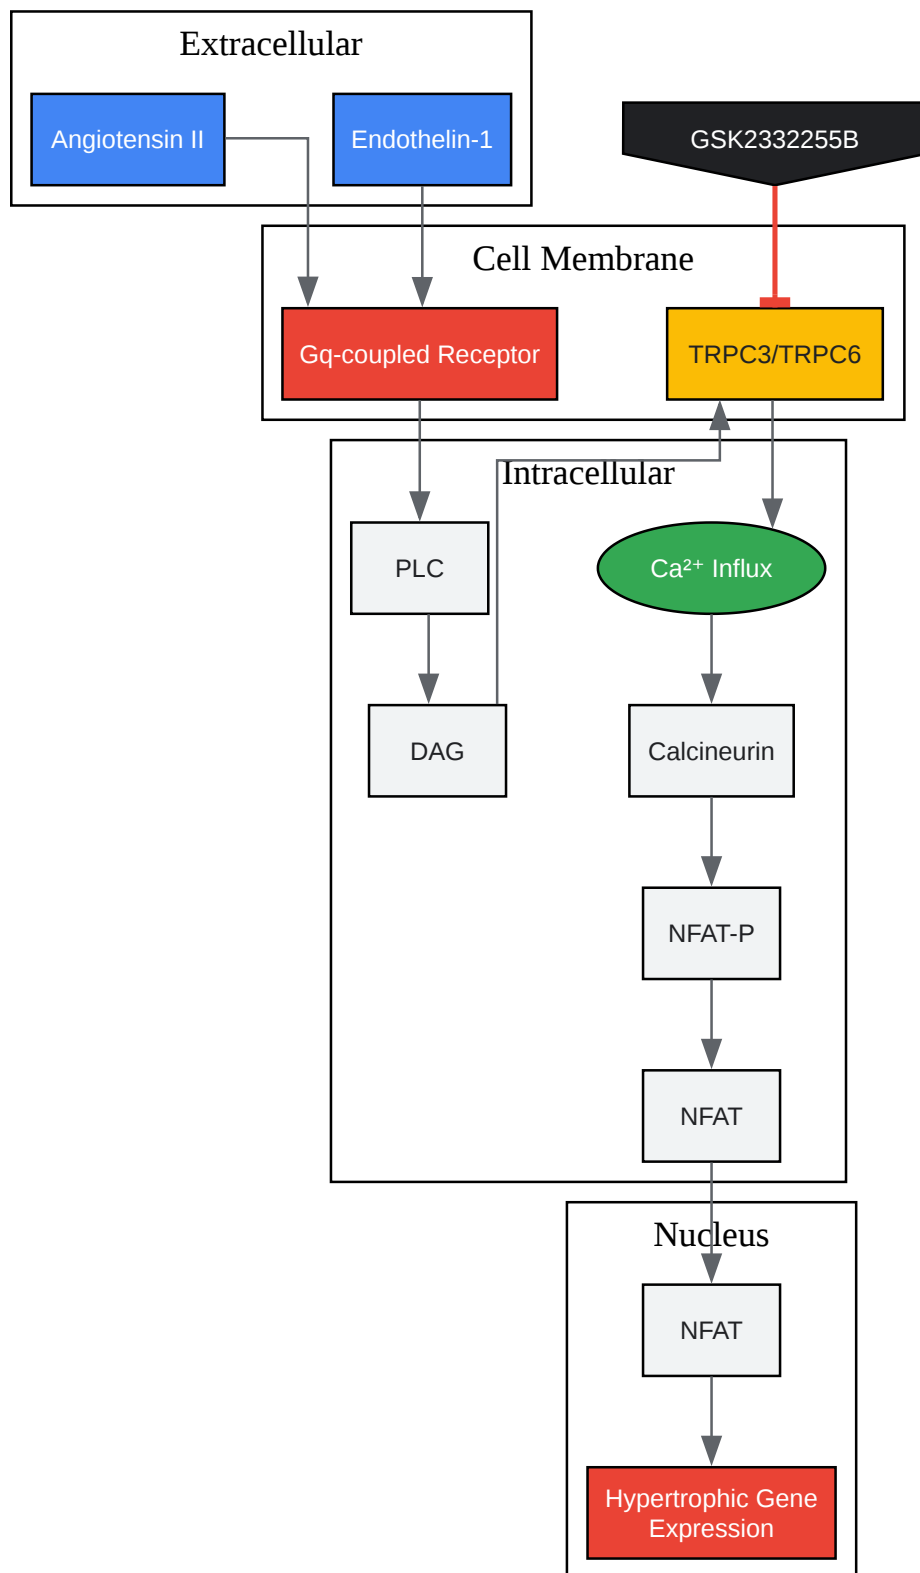 Extracellular
Angiotensin II
Endothelin-1
GSK2332255B
Cell Membrane
Gq-coupled Receptor
TRPC3/TRPC6
Intracellular
PLC
Ca²⁺ Influx
DAG
Calcineurin
NFAT-P
NFAT
Nucleus
NFAT
Hypertrophic Gene
Expression